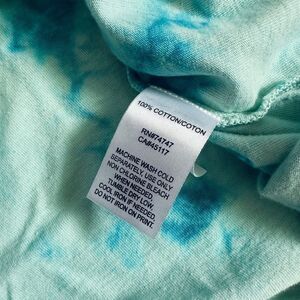 100% COTTON/COTON
RN#74747
CA#45117
MACHINE WASH COLD
SEPARATELY, USE ONLY
NON CHLORINE BLEACH
WHEN NEEDED
TUMBLE DRY LOW.
COOL IRON IF NEEDED.
DO NOT IRON ON
PRINT.